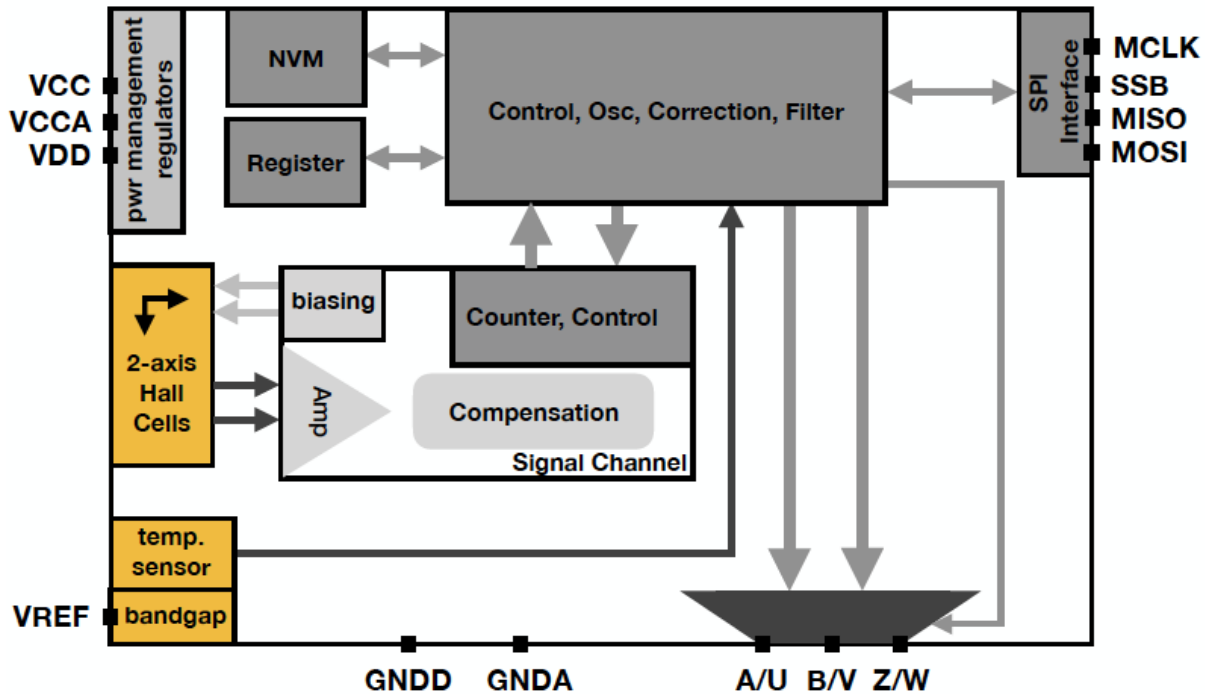 VCC
VCCA
VDD
pwr management
regulators
NVM
Register
Control, Osc, Correction, Filter
SPI
Interface
MCLK
SSB
MISO
MOSI
2-axis
Hall
Cells
biasing
Counter, Control
Amp
Compensation
Signal Channel
temp.
sensor
VREF
bandgap
GNDD
GNDA
A/U
B/V
Z/W